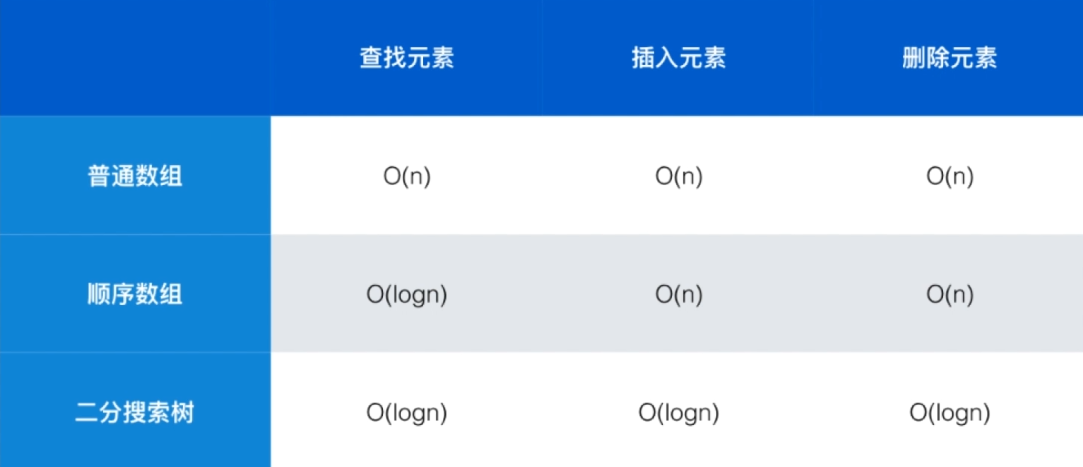 查找元素 插入元素 删除元素
普通数组 O(n) O(n) O(n)
顺序数组 O(logn) O(n) O(n)
二分搜索树 O(logn) O(logn) O(logn)